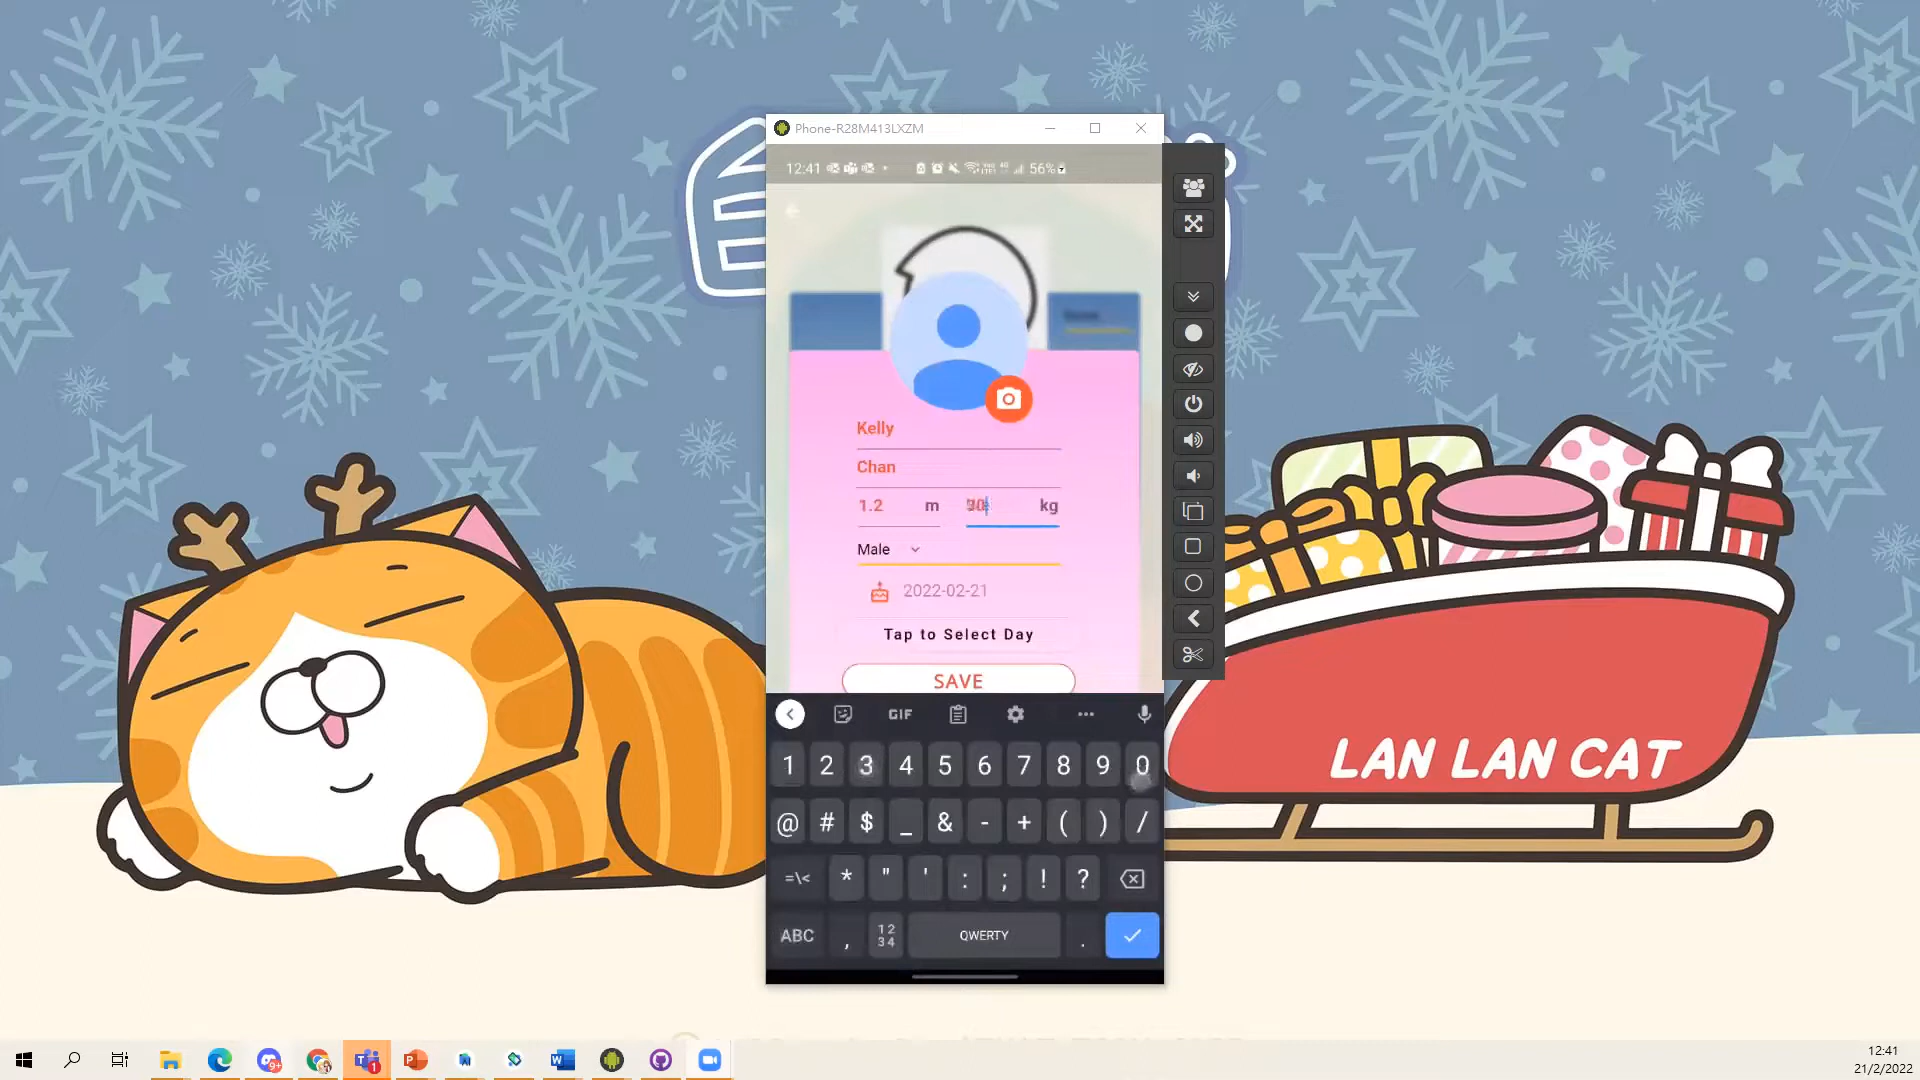 Phone-R28M413LXZM
12:41
56%
Kelly
Chan
1.2 m kg
Male
2022-02-21
Tap to Select Day
SAVE
GIF
1 2 3 4 5 6 7 8 9 0
@ # $ _ & - + ( ) /
=\< * " ' : ; ! ?
ABC , 12 34 QWERTY .
LAN LAN CAT
12:41
21/2/2022